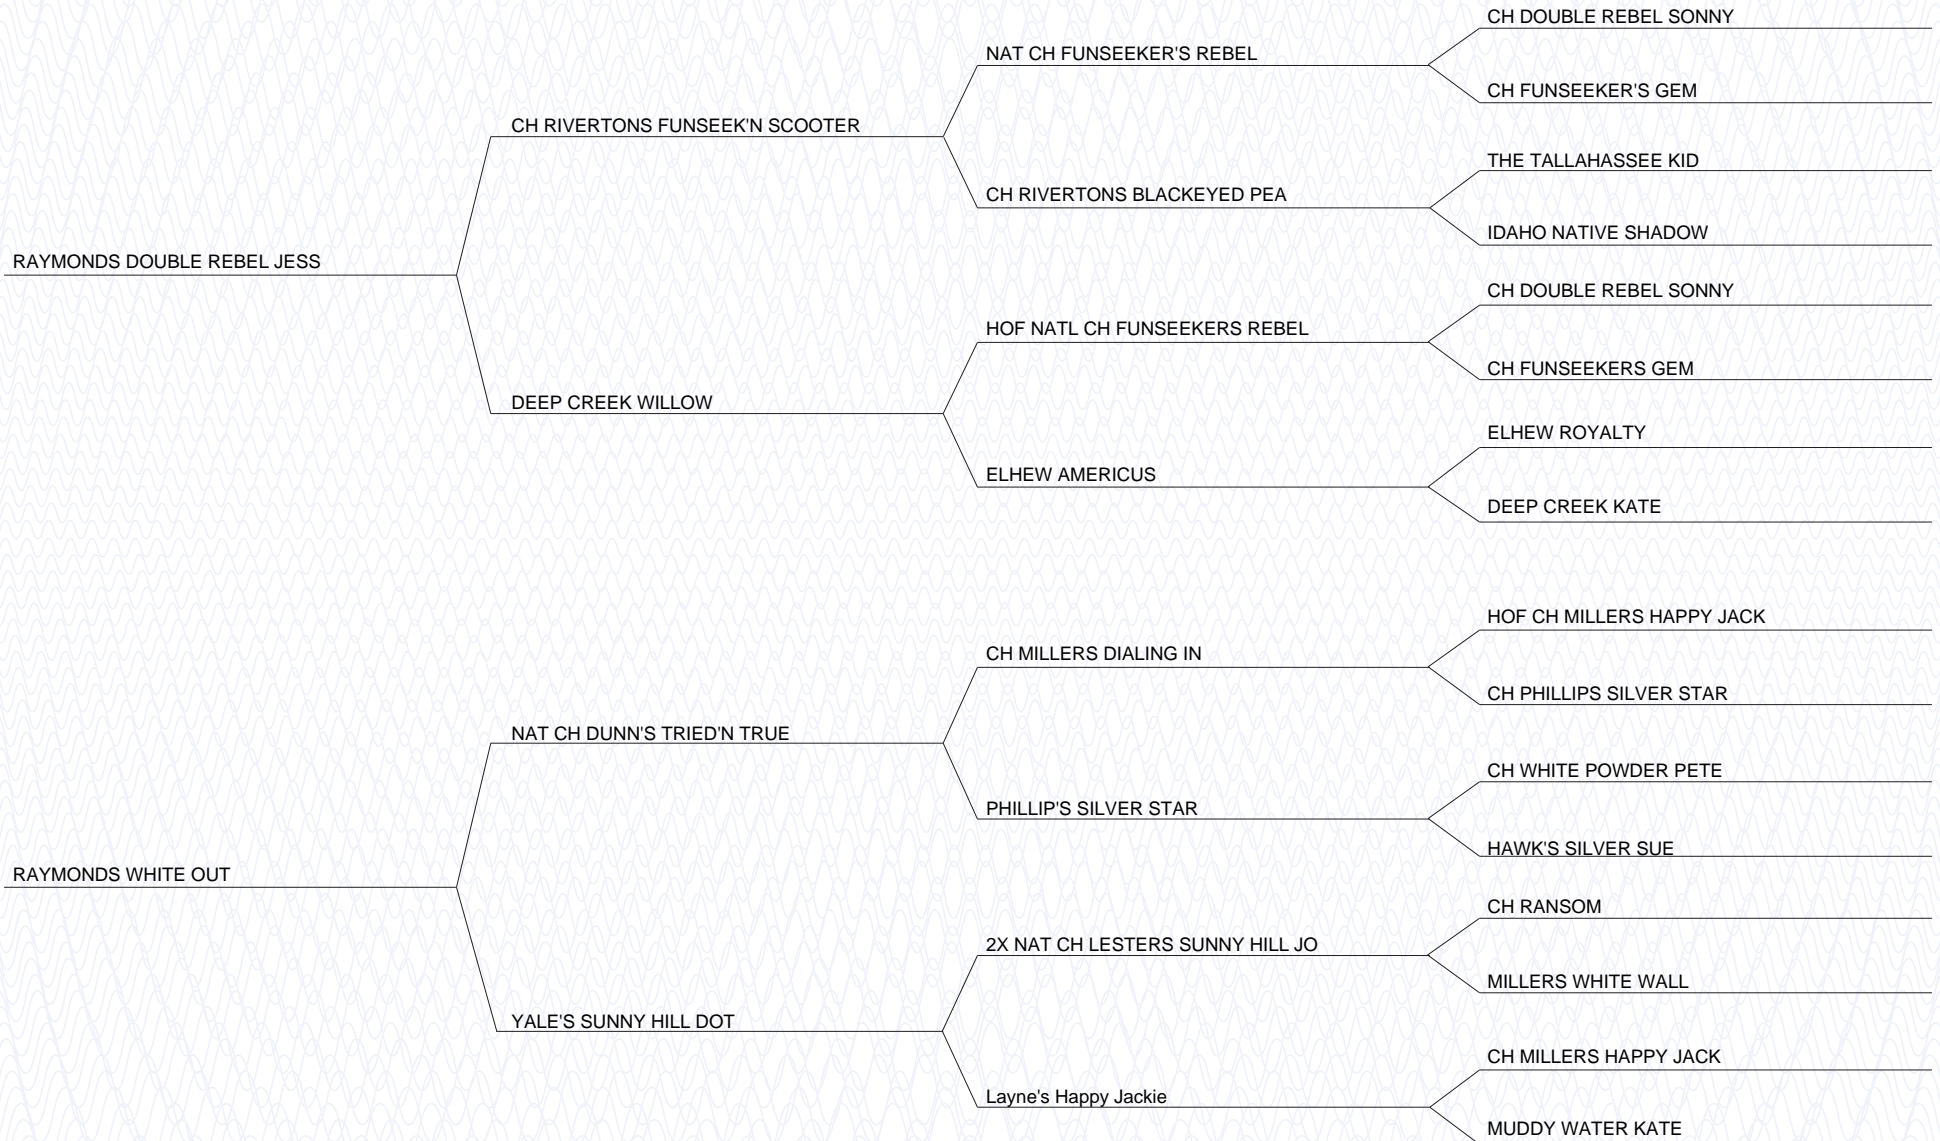 CH DOUBLE REBEL SONNY
NAT CH FUNSEEKER'S REBEL
CH FUNSEEKER'S GEM
CH RIVERTONS FUNSEEK'N SCOOTER
THE TALLAHASSEE KID
CH RIVERTONS BLACKEYED PEA
IDAHO NATIVE SHADOW
RAYMONDS DOUBLE REBEL JESS
CH DOUBLE REBEL SONNY
HOF NATL CH FUNSEEKERS REBEL
CH FUNSEEKERS GEM
DEEP CREEK WILLOW
ELHEW ROYALTY
ELHEW AMERICUS
DEEP CREEK KATE
HOF CH MILLERS HAPPY JACK
CH MILLERS DIALING IN
CH PHILLIPS SILVER STAR
NAT CH DUNN'S TRIED'N TRUE
CH WHITE POWDER PETE
PHILLIP'S SILVER STAR
HAWK'S SILVER SUE
RAYMONDS WHITE OUT
CH RANSOM
2X NAT CH LESTERS SUNNY HILL JO
MILLERS WHITE WALL
YALE'S SUNNY HILL DOT
CH MILLERS HAPPY JACK
Layne's Happy Jackie
MUDDY WATER KATE